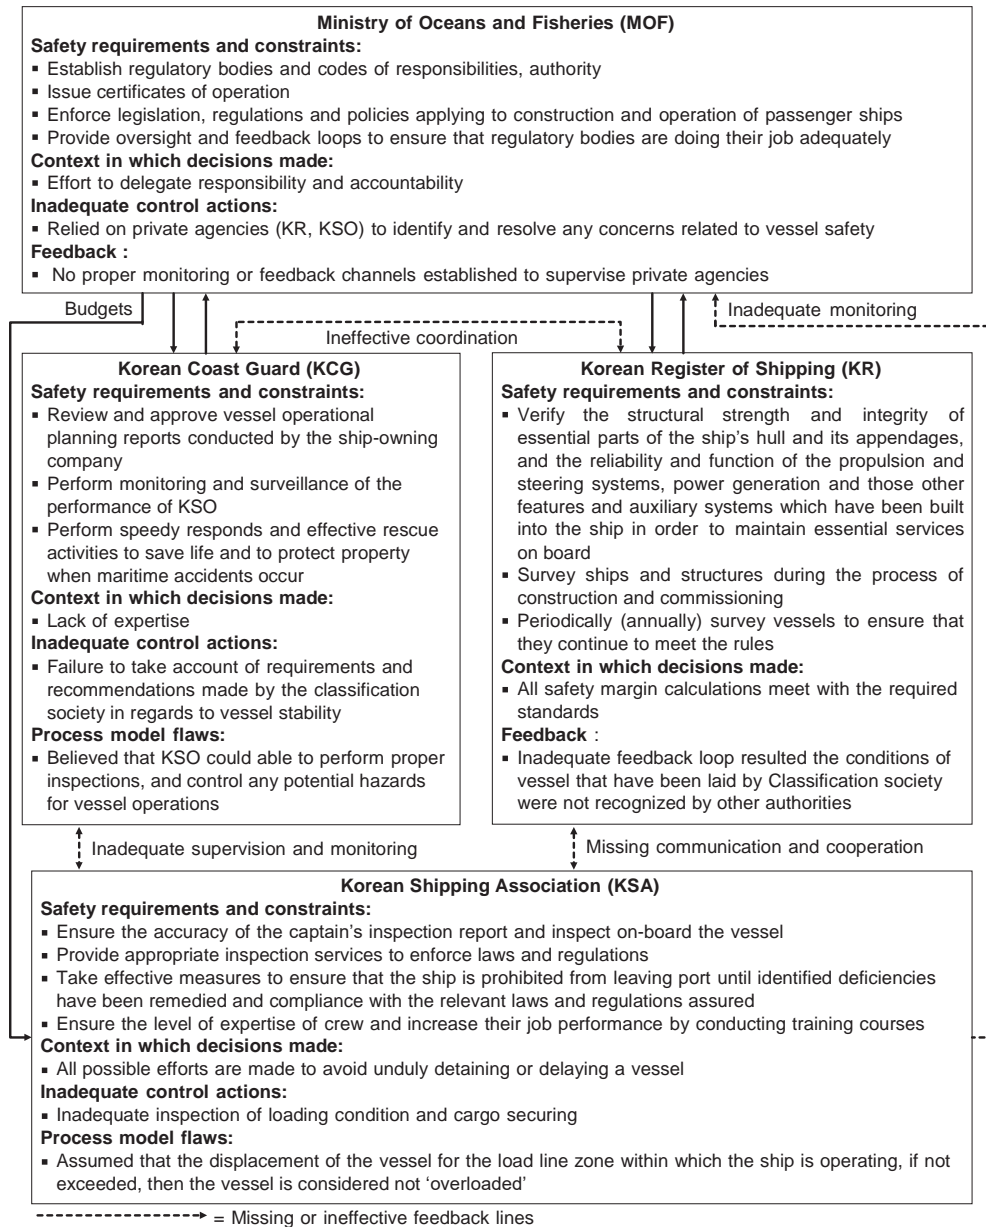 Ministry of Oceans and Fisheries (MOF)
Safety requirements and constraints:
▪ Establish regulatory bodies and codes of responsibilities, authority
▪ Issue certificates of operation
▪ Enforce legislation, regulations and policies applying to construction and operation of passenger ships
▪ Provide oversight and feedback loops to ensure that regulatory bodies are doing their job adequately
Context in which decisions made:
▪ Effort to delegate responsibility and accountability
Inadequate control actions:
▪ Relied on private agencies (KR, KSO) to identify and resolve any concerns related to vessel safety
Feedback :
▪ No proper monitoring or feedback channels established to supervise private agencies
Budgets
Inadequate monitoring
Ineffective coordination
Korean Coast Guard (KCG)
Safety requirements and constraints:
▪ Review and approve vessel operational
planning reports conducted by the ship-owning
company
▪ Perform monitoring and surveillance of the
performance of KSO
▪ Perform speedy responds and effective rescue
activities to save life and to protect property
when maritime accidents occur
Context in which decisions made:
▪ Lack of expertise
Inadequate control actions:
▪ Failure to take account of requirements and
recommendations made by the classification
society in regards to vessel stability
Process model flaws:
▪ Believed that KSO could able to perform proper
inspections, and control any potential hazards
for vessel operations
Korean Register of Shipping (KR)
Safety requirements and constraints:
▪ Verify the structural strength and integrity of
essential parts of the ship's hull and its appendages,
and the reliability and function of the propulsion and
steering systems, power generation and those other
features and auxiliary systems which have been built
into the ship in order to maintain essential services
on board
▪ Survey ships and structures during the process of
construction and commissioning
▪ Periodically (annually) survey vessels to ensure that
they continue to meet the rules
Context in which decisions made:
▪ All safety margin calculations meet with the required
standards
Feedback :
▪ Inadequate feedback loop resulted the conditions of
vessel that have been laid by Classification society
were not recognized by other authorities
Inadequate supervision and monitoring
Missing communication and cooperation
Korean Shipping Association (KSA)
Safety requirements and constraints:
▪ Ensure the accuracy of the captain's inspection report and inspect on-board the vessel
▪ Provide appropriate inspection services to enforce laws and regulations
▪ Take effective measures to ensure that the ship is prohibited from leaving port until identified deficiencies
have been remedied and compliance with the relevant laws and regulations assured
▪ Ensure the level of expertise of crew and increase their job performance by conducting training courses
Context in which decisions made:
▪ All possible efforts are made to avoid unduly detaining or delaying a vessel
Inadequate control actions:
▪ Inadequate inspection of loading condition and cargo securing
Process model flaws:
▪ Assumed that the displacement of the vessel for the load line zone within which the ship is operating, if not
exceeded, then the vessel is considered not 'overloaded'
= Missing or ineffective feedback lines